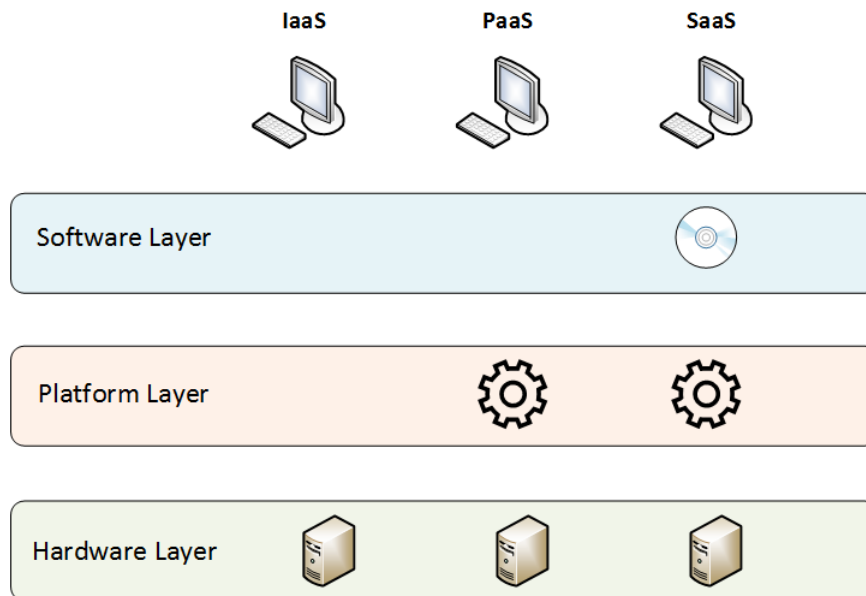 IaaS PaaS SaaS
Software Layer
Platform Layer
Hardware Layer